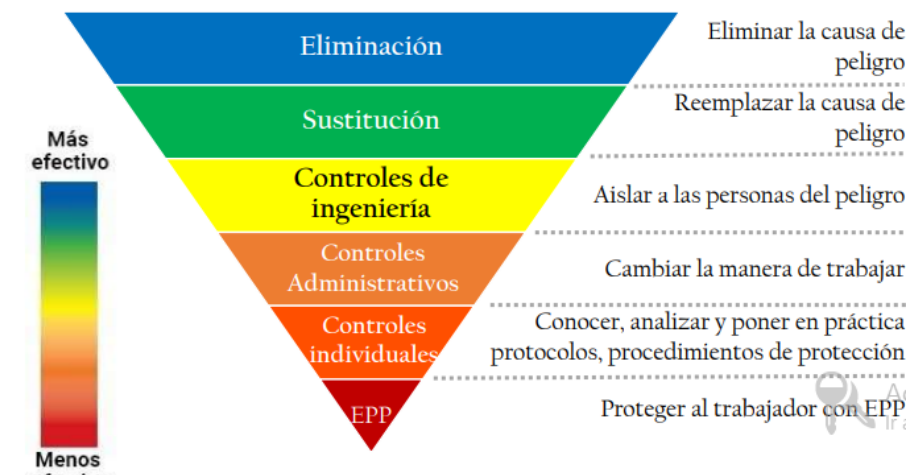 Eliminación
Eliminar la causa de
peligro
Sustitución
Reemplazar la causa de
peligro
Más
efectivo
Controles de
ingeniería
Aislar a las personas del peligro
Controles
Administrativos
Cambiar la manera de trabajar
Controles
individuales
Conocer, analizar y poner en práctica
protocolos, procedimientos de protección
EPP
Proteger al trabajador con EPP
Menos